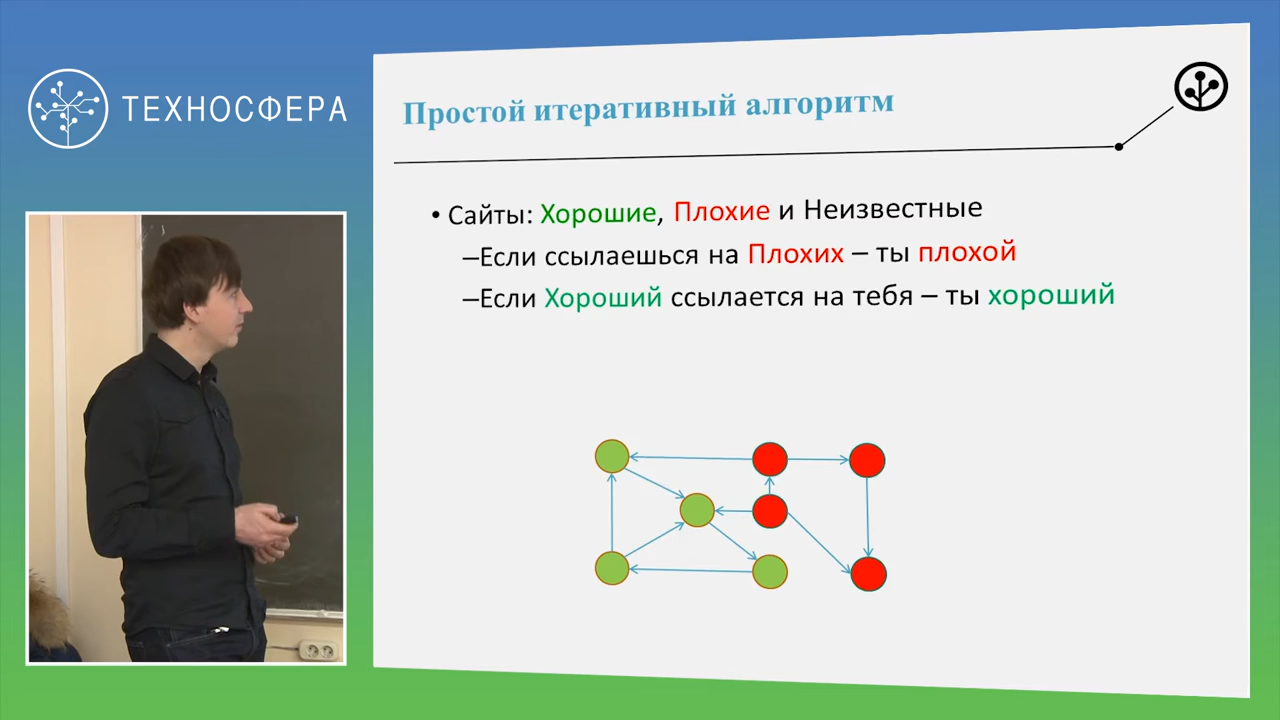 ТЕХНОСФЕРА
Простой итеративный алгоритм
• Сайты: Хорошие, Плохие и Неизвестные
–Если ссылаешься на Плохих – ты плохой
–Если Хороший ссылается на тебя – ты хороший